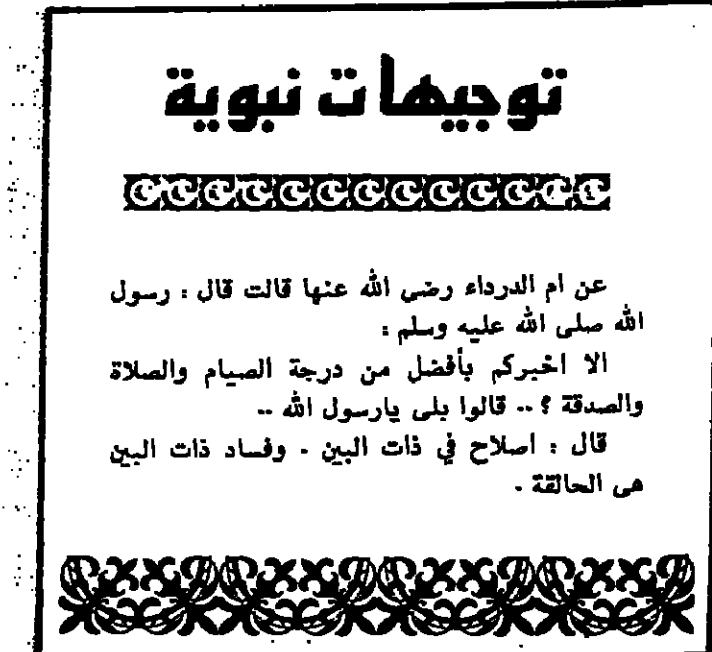 توجيهات نبوية
عن ام الدرداء رضي الله عنها قالت قال : رسول
الله صلى الله عليه وسلم :
الا اخبركم بأفضل من درجة الصيام والصلاة
والصدقة ؟ .. قالوا بلى يارسول الله ..
قال : اصلاح في ذات البين . وفساد ذات البين
هى الحالقة .